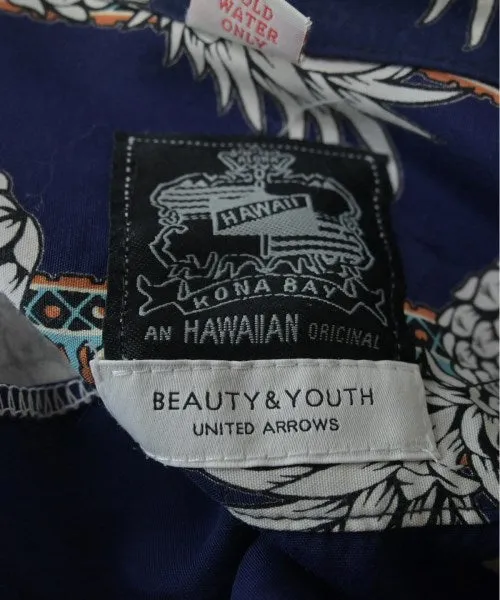 COLD
WATER
ONLY
HAWAII
KONA BAY
AN HAWAIIAN ORIGINAL
BEAUTY&YOUTH
UNITED ARROWS